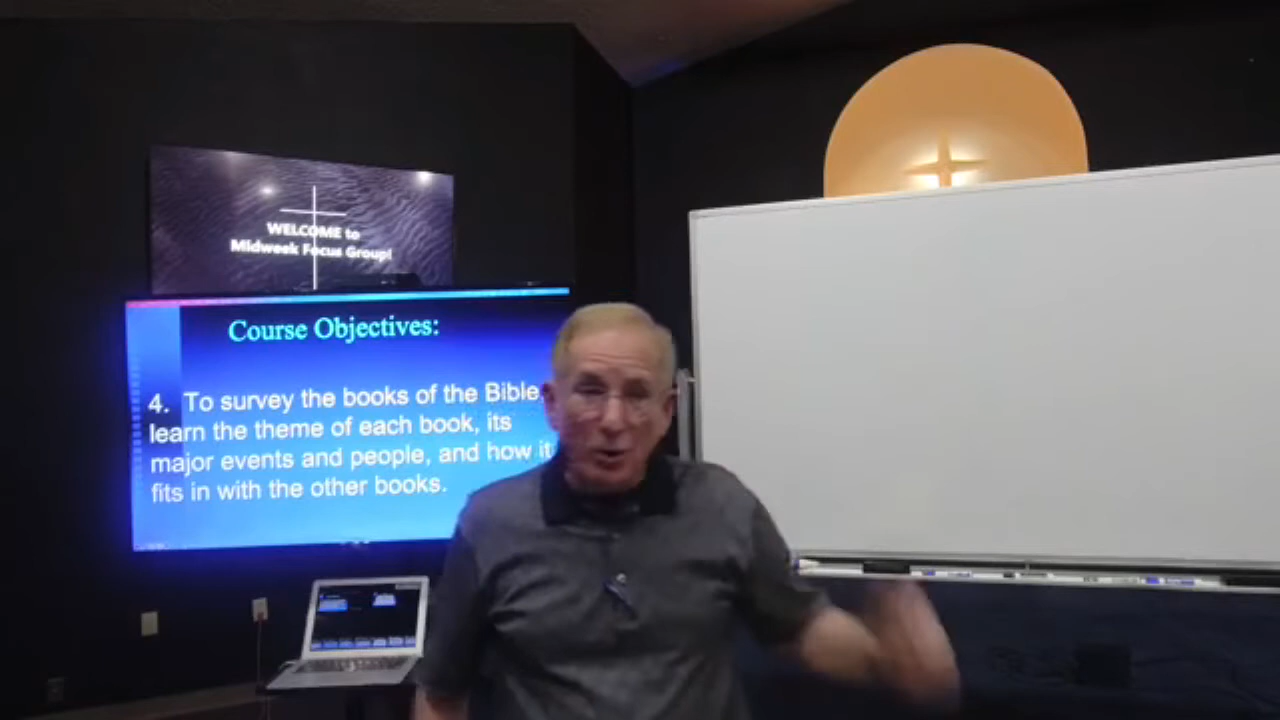 WELCOME to
Midweek Focus Group!
Course Objectives:
4. To survey the books of the Bible,
learn the theme of each book, its
major events and people, and how it
fits in with the other books.